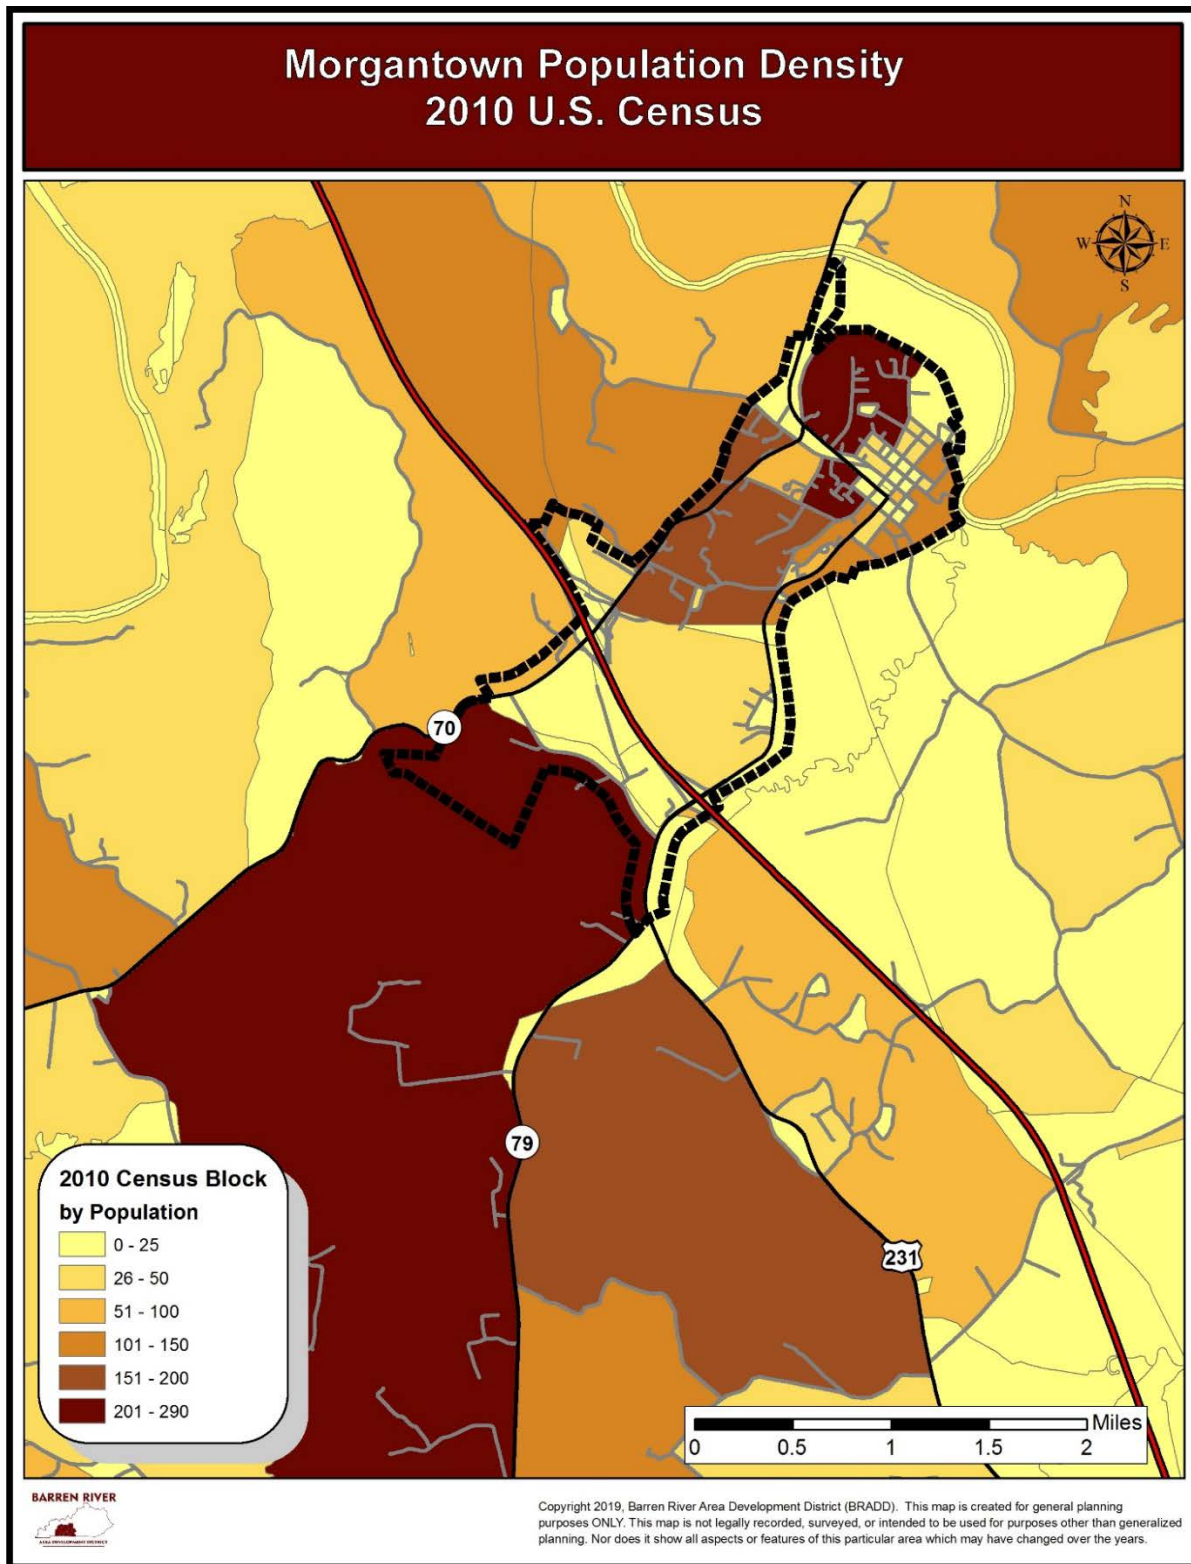 Morgantown Population Density
2010 U.S. Census
N
W E
S
70
79
231
2010 Census Block
by Population
0 - 25
26 - 50
51 - 100
101 - 150
151 - 200
201 - 290
Miles
0 0.5 1 1.5 2
BARREN RIVER
AREA DEVELOPMENT DISTRICT
Copyright 2019, Barren River Area Development District (BRADD). This map is created for general planning
purposes ONLY. This map is not legally recorded, surveyed, or intended to be used for purposes other than generalized
planning. Nor does it show all aspects or features of this particular area which may have changed over the years.